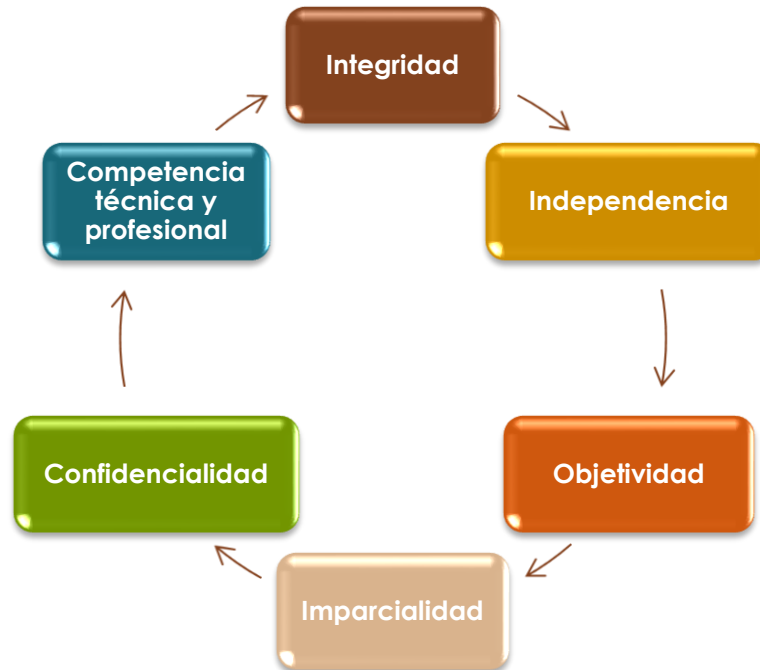 Integridad
Independencia
Objetividad
Imparcialidad
Confidencialidad
Competencia
técnica y
profesional